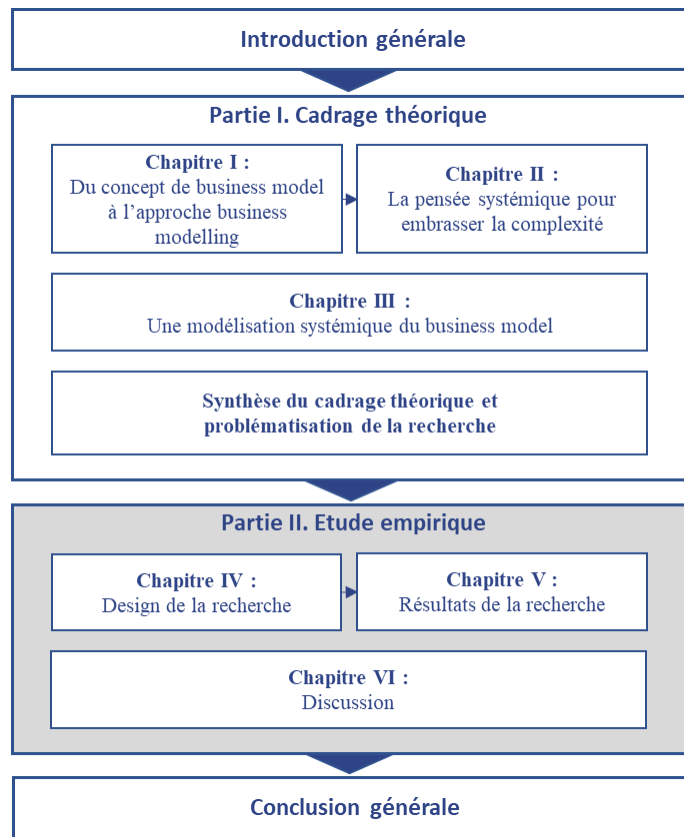 Introduction générale
Partie I. Cadrage théorique
Chapitre I :
Du concept de business model
à l'approche business
modelling
Chapitre II :
La pensée systémique pour
embrasser la complexité
Chapitre III :
Une modélisation systémique du business model
Synthèse du cadrage théorique et
problématisation de la recherche
Partie II. Etude empirique
Chapitre IV :
Design de la recherche
Chapitre V :
Résultats de la recherche
Chapitre VI :
Discussion
Conclusion générale